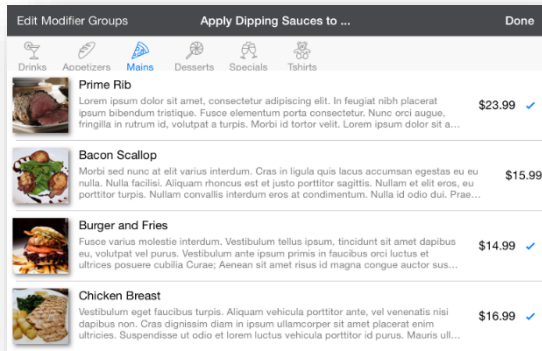 Edit Modifier Groups Apply Dipping Sauces to ... Done
Drinks Appetizers Mains Desserts Specials Tshirts
Prime Rib
Lorem ipsum dolor sit amet, consectetur adipiscing elit. In feugiat nibh placerat
ipsum bibendum tristique. Fusce elementum porta consectetur. Nunc orci augue,
fringilla in rutrum id, volutpat a turpis. Morbi id tortor velit. Lorem ipsum dolor sit a...
$23.99
Bacon Scallop
Morbi sed nunc at elit varius interdum. Cras in ligula quis lacus accumsan egestas eu eu
nulla. Nulla facilisi. Aliquam rhoncus est et justo porttitor sagittis. Nullam et elit eros, eu
porttitor turpis. Nullam convallis interdum eros at condimentum. Nulla id odio dui. Prae...
$15.99
Burger and Fries
Fusce varius molestie interdum. Vestibulum tellus ipsum, tincidunt sit amet dapibus
eu, volutpat vel purus. Vestibulum ante ipsum primis in faucibus orci luctus et
ultrices posuere cubilia Curae; Aenean sit amet risus id magna congue auctor sus...
$14.99
Chicken Breast
Vestibulum eget faucibus turpis. Aliquam vehicula porttitor ante, vel venenatis nisi
dapibus non. Cras dignissim diam in ipsum ullamcorper sit amet placerat enim
ultricies. Suspendisse ut odio et lorem luctus vehicula porttitor id purus. Mauris ull...
$16.99